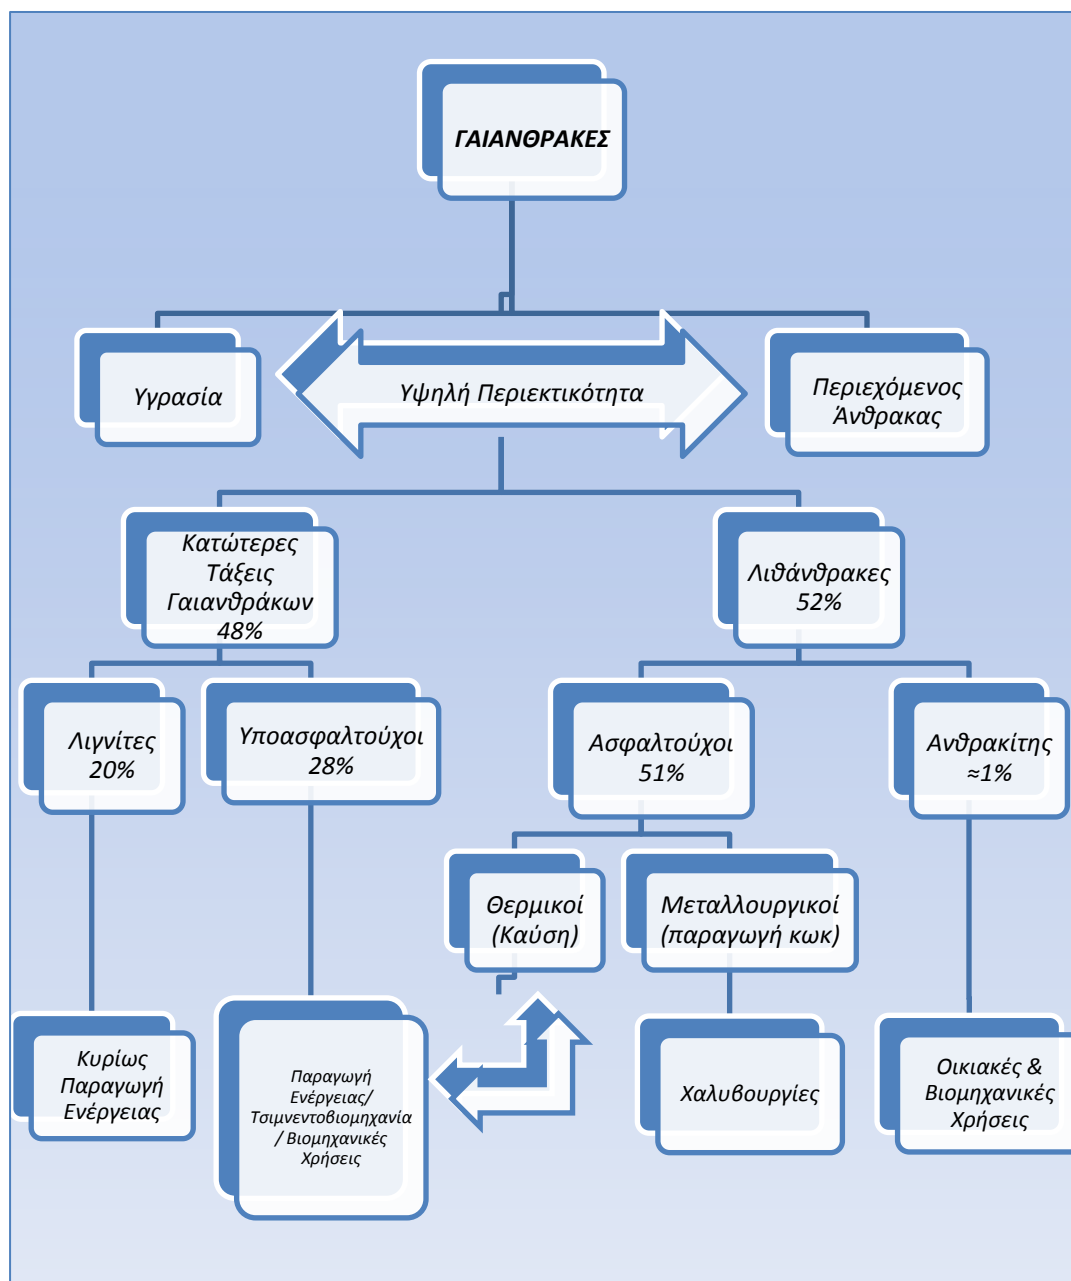 ΓΑΙΑΝΘΡΑΚΕΣ
Υγρασία
Υψηλή Περιεκτικότητα
Περιεχόμενος
Άνθρακας
Κατώτερες
Τάξεις
Γαιανθράκων
48%
Λιθάνθρακες
52%
Λιγνίτες
20%
Υποασφαλτούχοι
28%
Ασφαλτούχοι
51%
Ανθρακίτης
≈1%
Θερμικοί
(Καύση)
Μεταλλουργικοί
(παραγωγή κωκ)
Κυρίως
Παραγωγή
Ενέργειας
Παραγωγή
Ενέργειας/
Τσιμνεντοβιομηχανία
/ Βιομηχανικές
Χρήσεις
Χαλυβουργίες
Οικιακές &
Βιομηχανικές
Χρήσεις